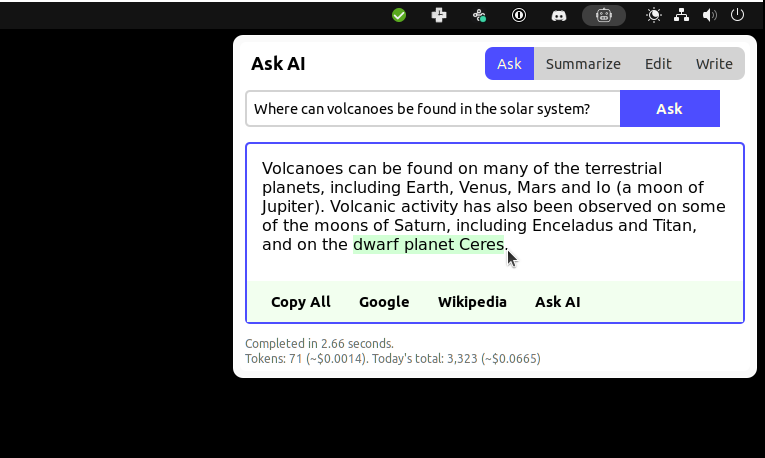 Ask AI
Ask Summarize Edit Write
Where can volcanoes be found in the solar system? Ask
Volcanoes can be found on many of the terrestrial
planets, including Earth, Venus, Mars and Io (a moon of
Jupiter). Volcanic activity has also been observed on some
of the moons of Saturn, including Enceladus and Titan,
and on the dwarf planet Ceres.
Copy All Google Wikipedia Ask AI
Completed in 2.66 seconds.
Tokens: 71 (~$0.0014). Today's total: 3,323 (~$0.0665)